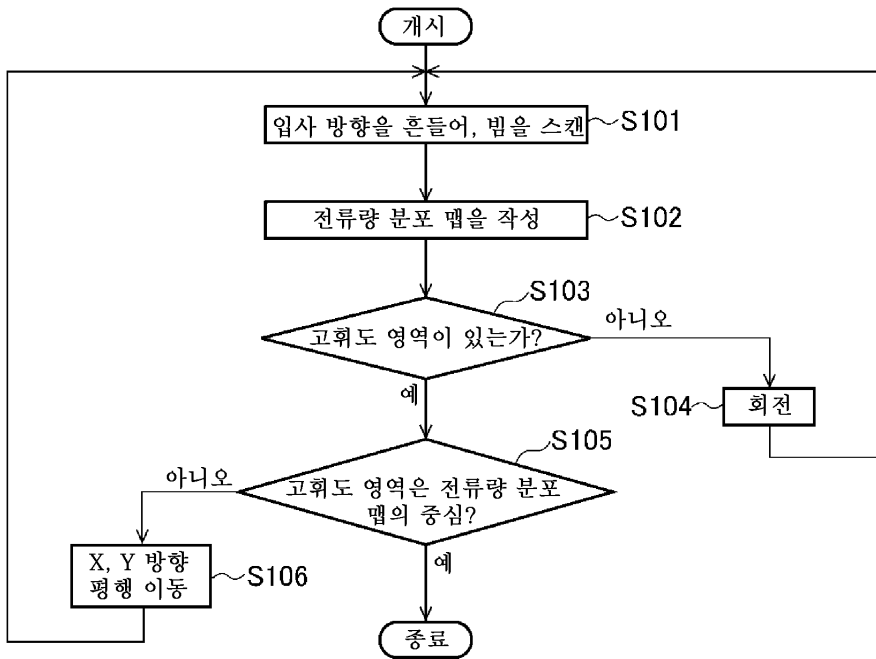 개시
입사 방향을 흔들어, 빔을 스캔
S101
전류량 분포 맵을 작성
S102
S103
고휘도 영역이 있는가?
아니오
예
S104
회전
S105
아니오
고휘도 영역은 전류량 분포
맵의 중심?
예
X, Y 방향
평행 이동
S106
종료